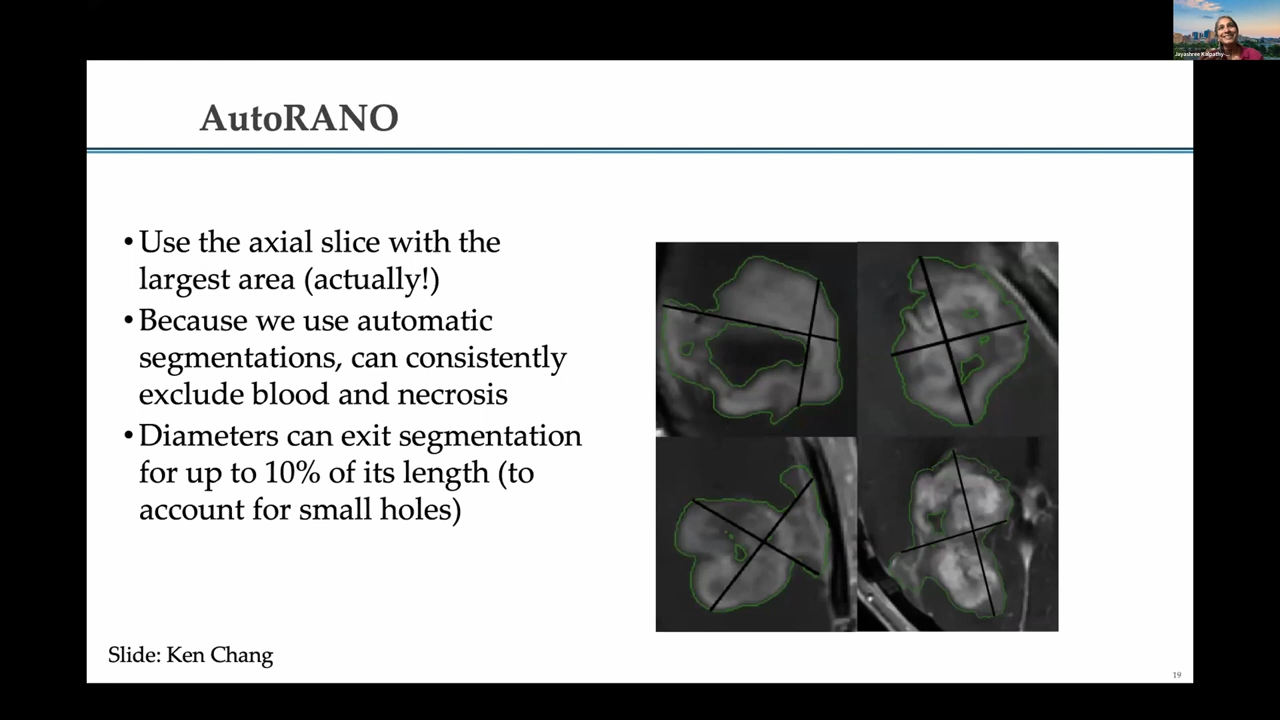 Jayashree Kalpathy-...
AutoRANO
• Use the axial slice with the
largest area (actually!)
• Because we use automatic
segmentations, can consistently
exclude blood and necrosis
• Diameters can exit segmentation
for up to 10% of its length (to
account for small holes)
Slide: Ken Chang
19